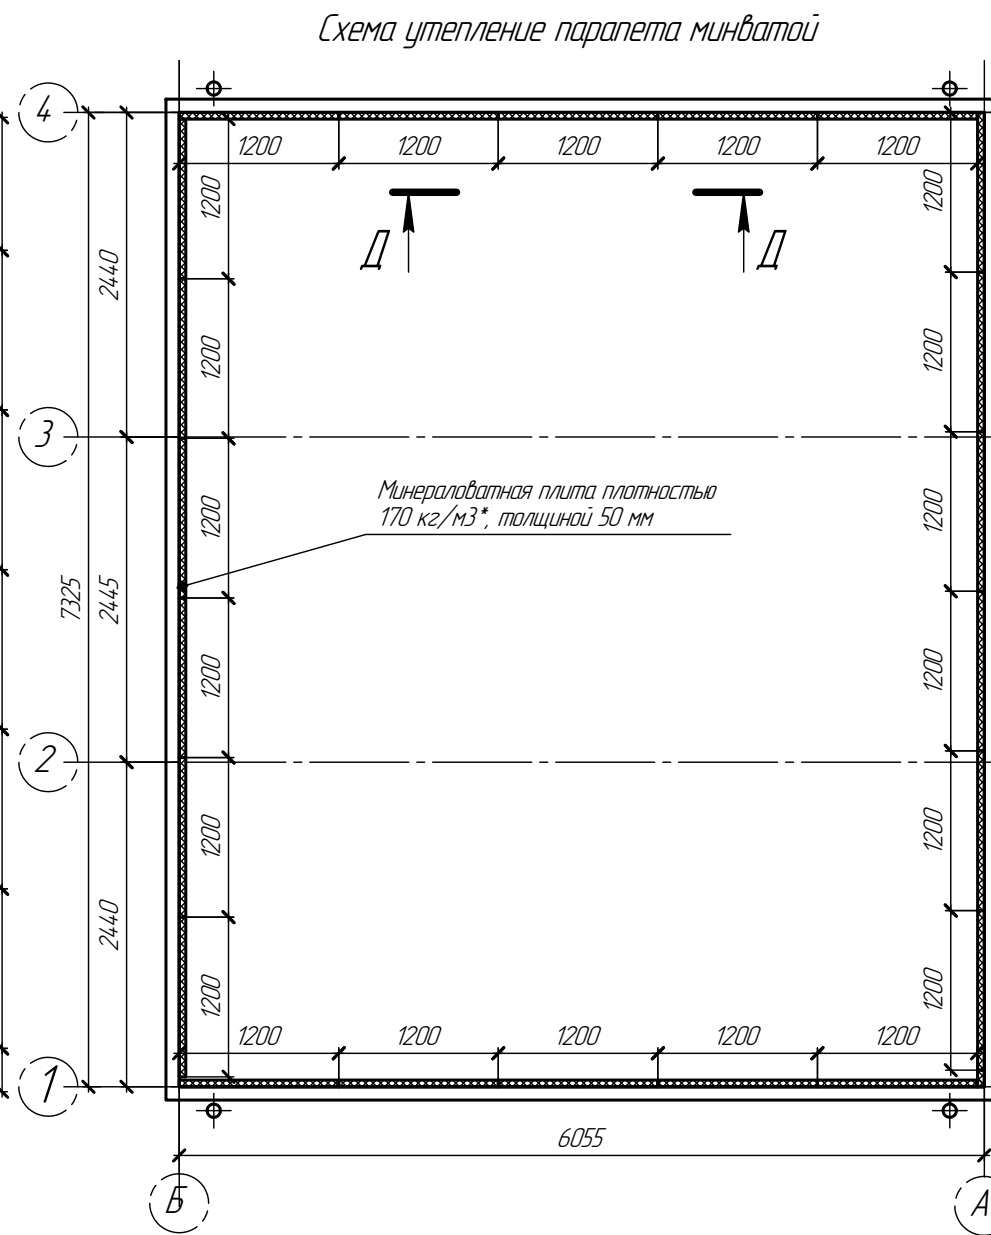 Схема утепление парапета минватой
4
1200 1200 1200 1200 1200
1200 1200
Д Д
2440
1200 1200
3
Минераловатная плита плотностью
170 кг/м3*, толщиной 50 мм
1200 1200
7325 2445
1200 1200
2
1200 1200
2440
1200 1200
1200 1200 1200 1200 1200
1
6055
Б А